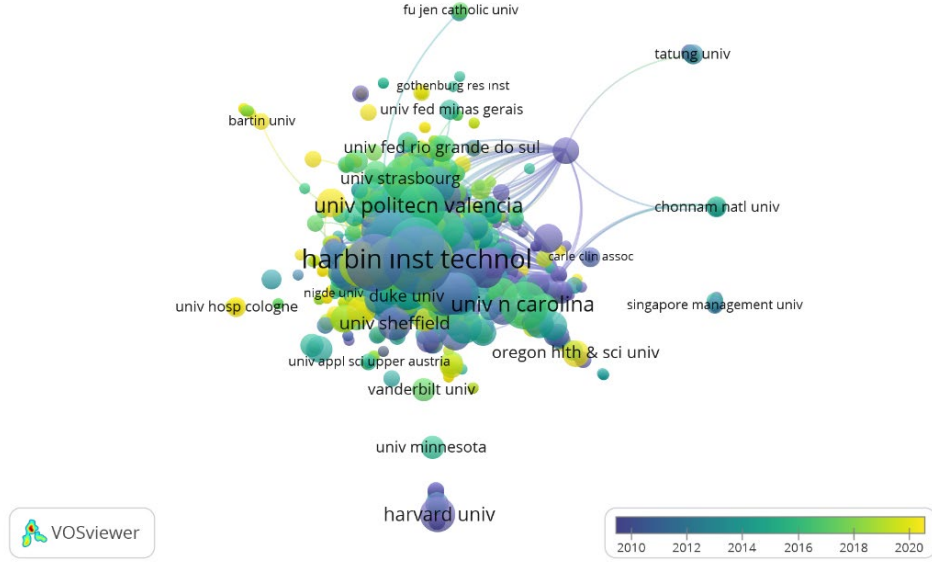 fu jen catholic univ
tatung univ
gothenburg res ınst
univ fed minas gerais
bartin univ
univ fed rio grande do sul
univ strasbourg
univ politecn valencia
chonnam natl univ
harbin ınst technol
carle clin assoc
nigde univ
duke univ
univ hosp cologne
univ n carolina
singapore management univ
univ sheffield
oregon hlth & sci univ
univ appl sci upper austria
vanderbilt univ
univ minnesota
harvard univ
VOSviewer
2010 2012 2014 2016 2018 2020